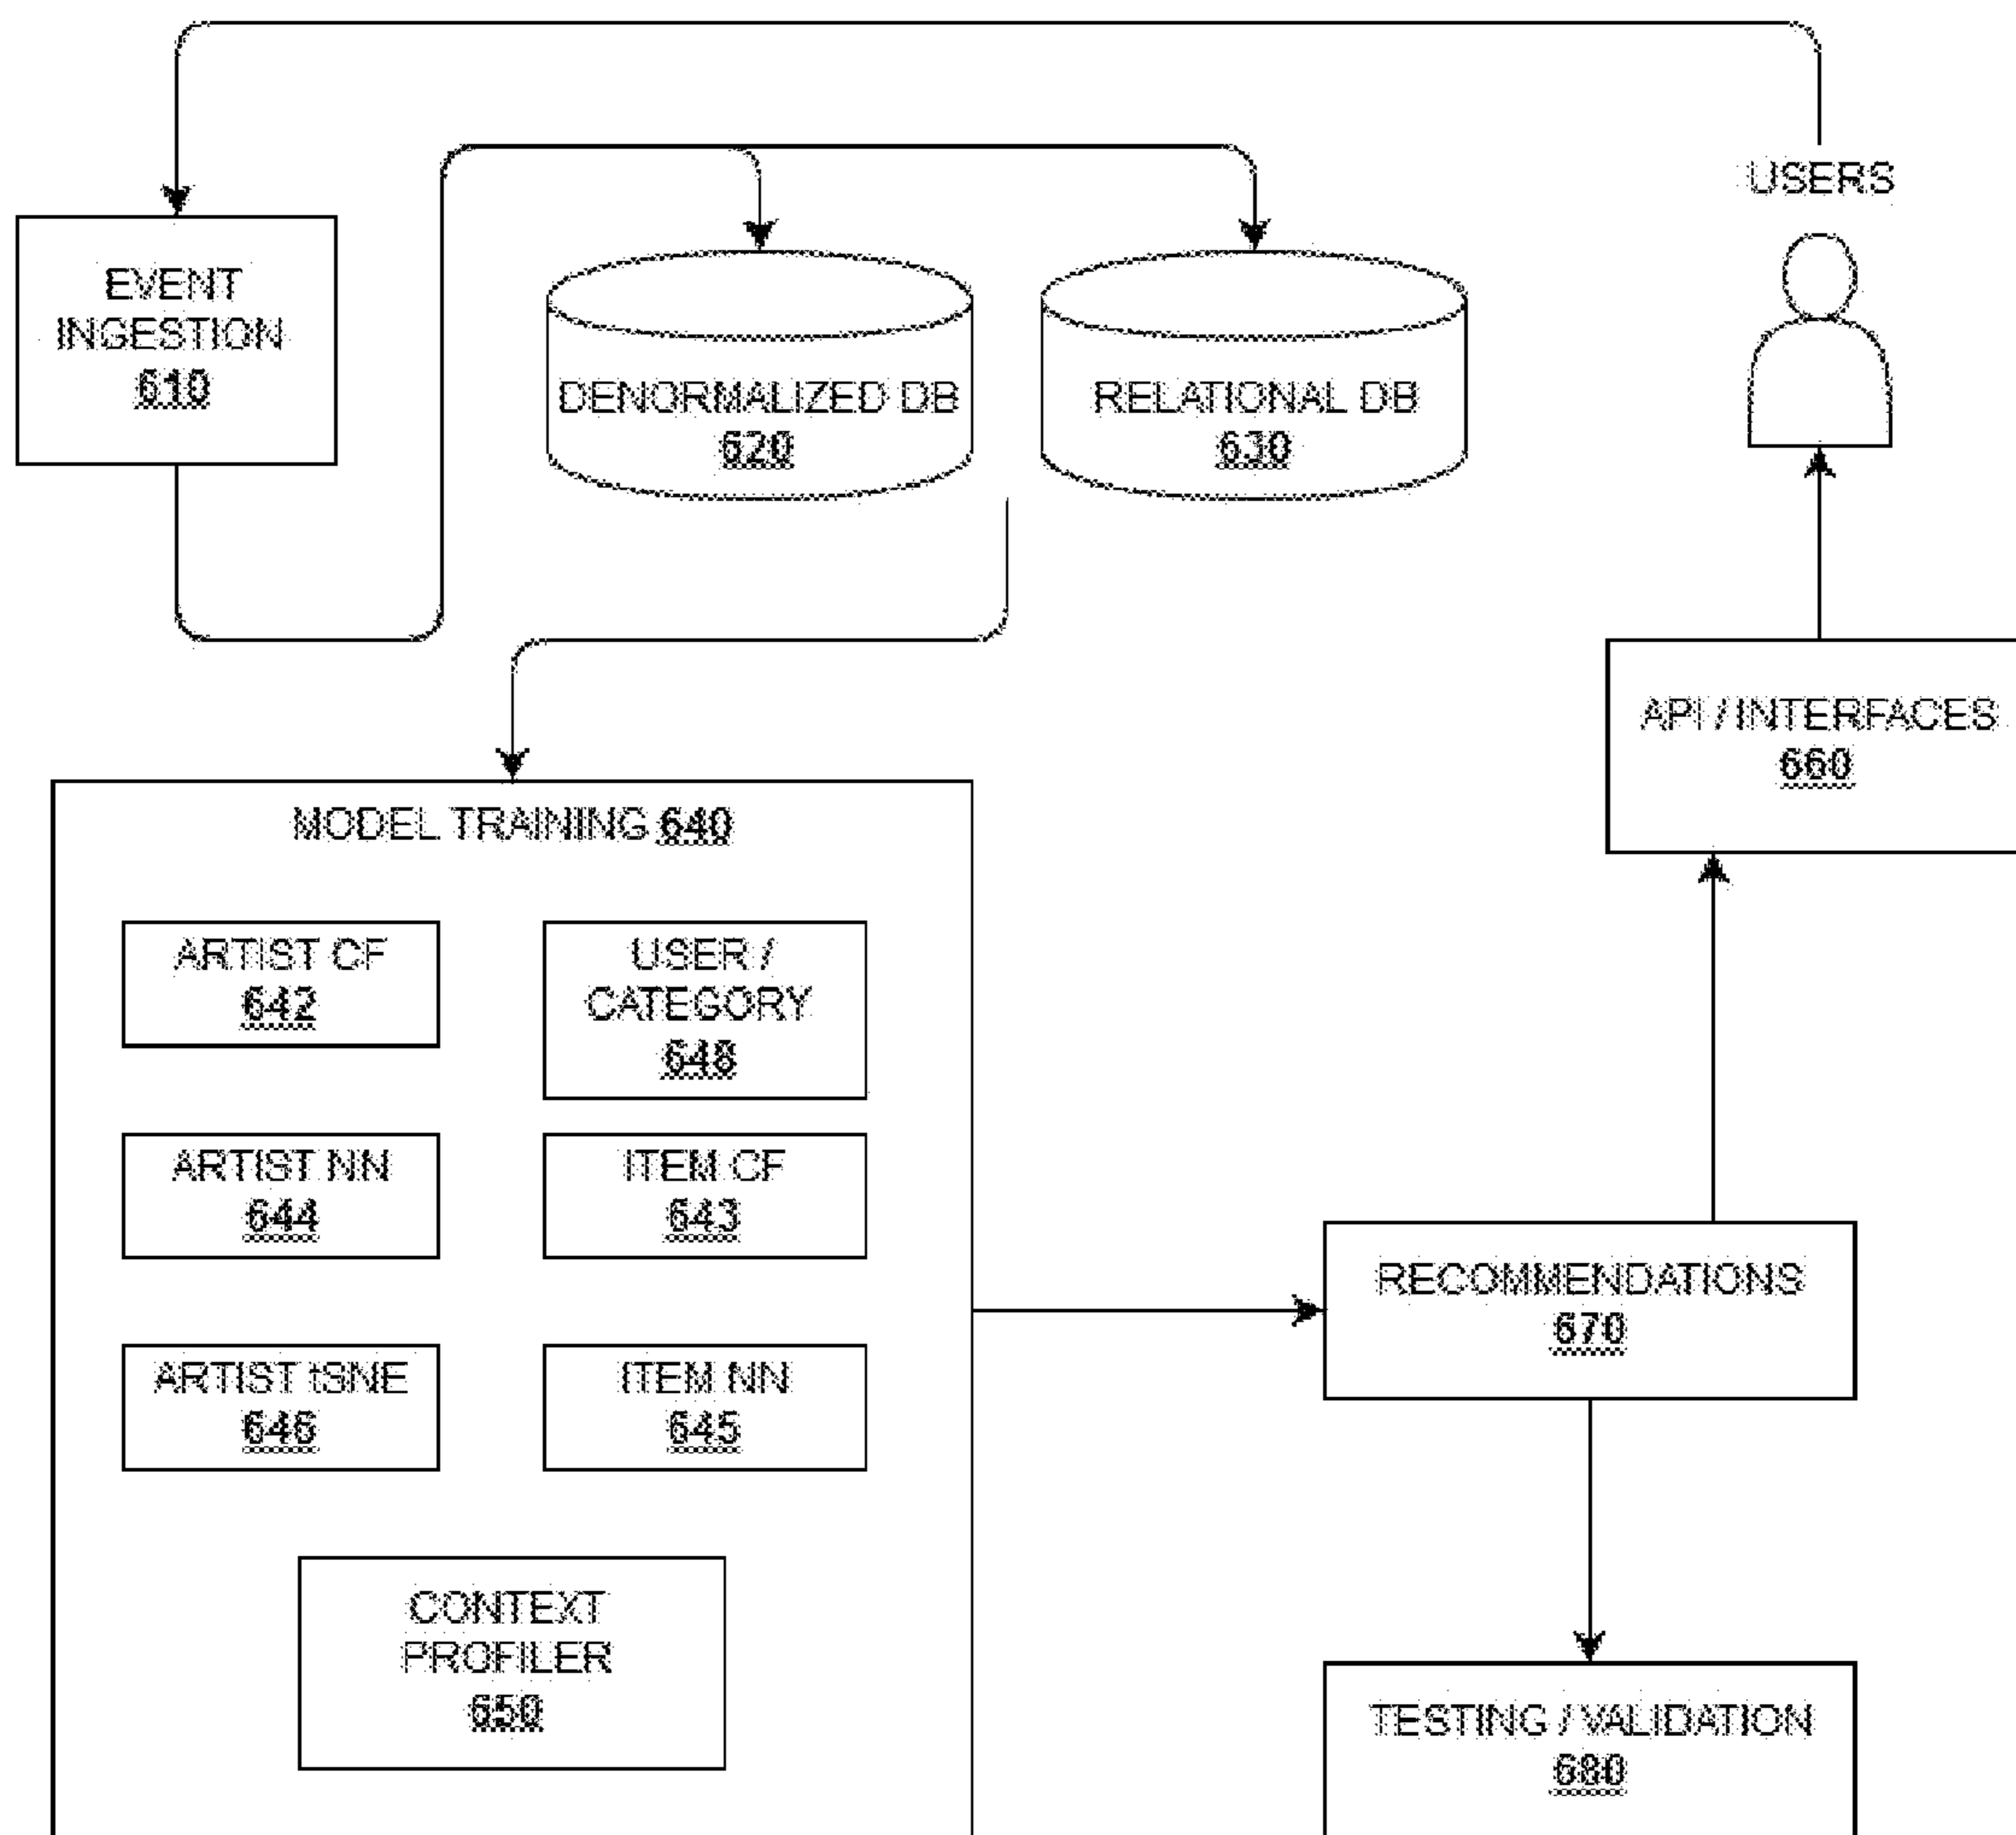 USERS
EVENT
INGESTION
610
DENORMALIZED DB
620
RELATIONAL DB
630
API / INTERFACES
660
MODEL TRAINING 640
ARTIST CF
642
USER /
CATEGORY
648
ARTIST NN
644
ITEM CF
643
ARTIST tSNE
646
ITEM NN
645
CONTEXT
PROFILER
650
RECOMMENDATIONS
670
TESTING / VALIDATION
680